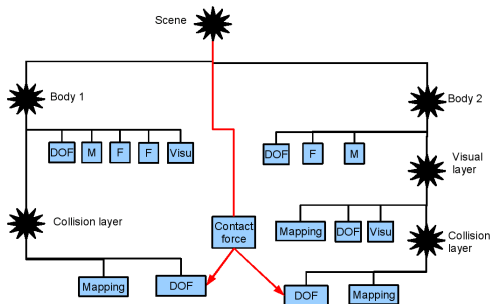 Scene
Body 1
Body 2
DOF M F F Visu
DOF F M
Visual
layer
Collision layer
Mapping DOF Visu
Contact
force
Collision
layer
Mapping
DOF
DOF
Mapping